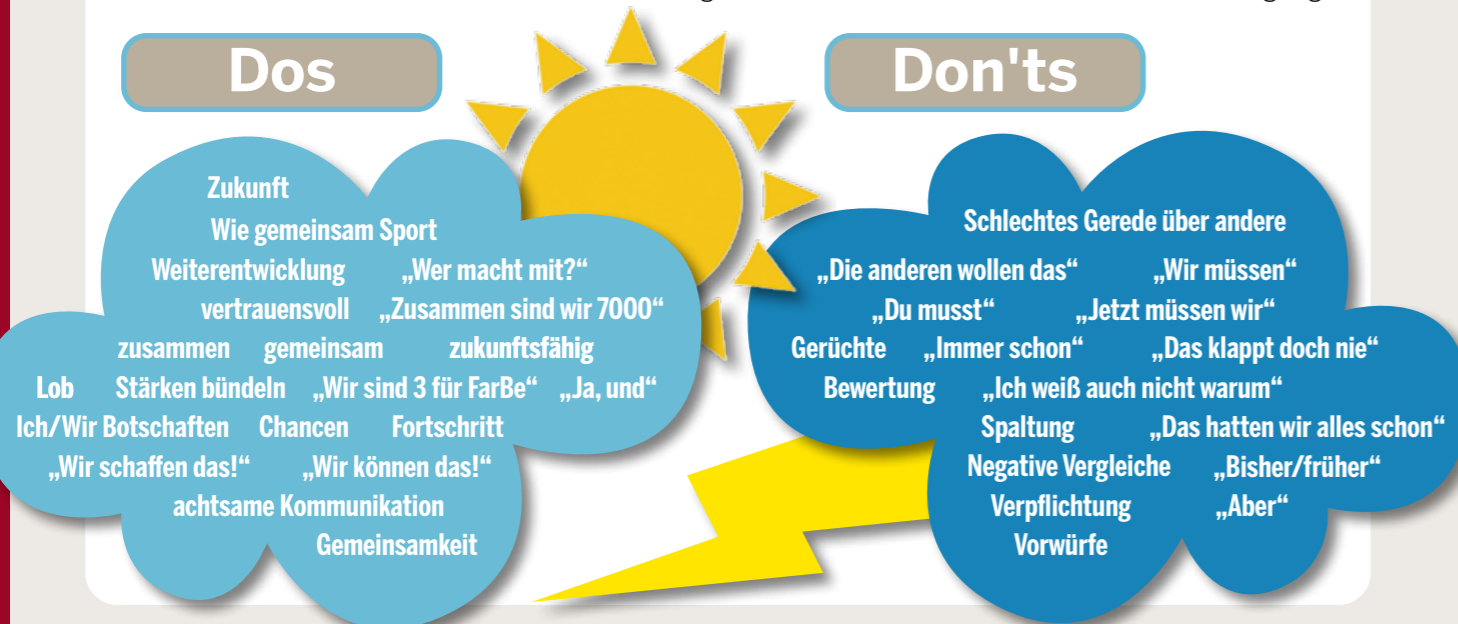 Dos
Zukunft
Wie gemeinsam Sport
Weiterentwicklung „Wer macht mit?“
vertrauensvoll „Zusammen sind wir 7000“
zusammen gemeinsam zukunftsfähig
Lob Stärken bündeln „Wir sind 3 für FarBe“ „Ja, und“
Ich/Wir Botschaften Chancen Fortschritt
„Wir schaffen das!“ „Wir können das!“
achtsame Kommunikation
Gemeinsamkeit
Don'ts
Schlechtes Gerede über andere
„Die anderen wollen das“ „Wir müssen“
„Du musst“ „Jetzt müssen wir“
Gerüchte „Immer schon“ „Das klappt doch nie“
Bewertung „Ich weiß auch nicht warum“
Spaltung „Das hatten wir alles schon“
Negative Vergleiche „Bisher/früher“
Verpflichtung „Aber“
Vorwürfe